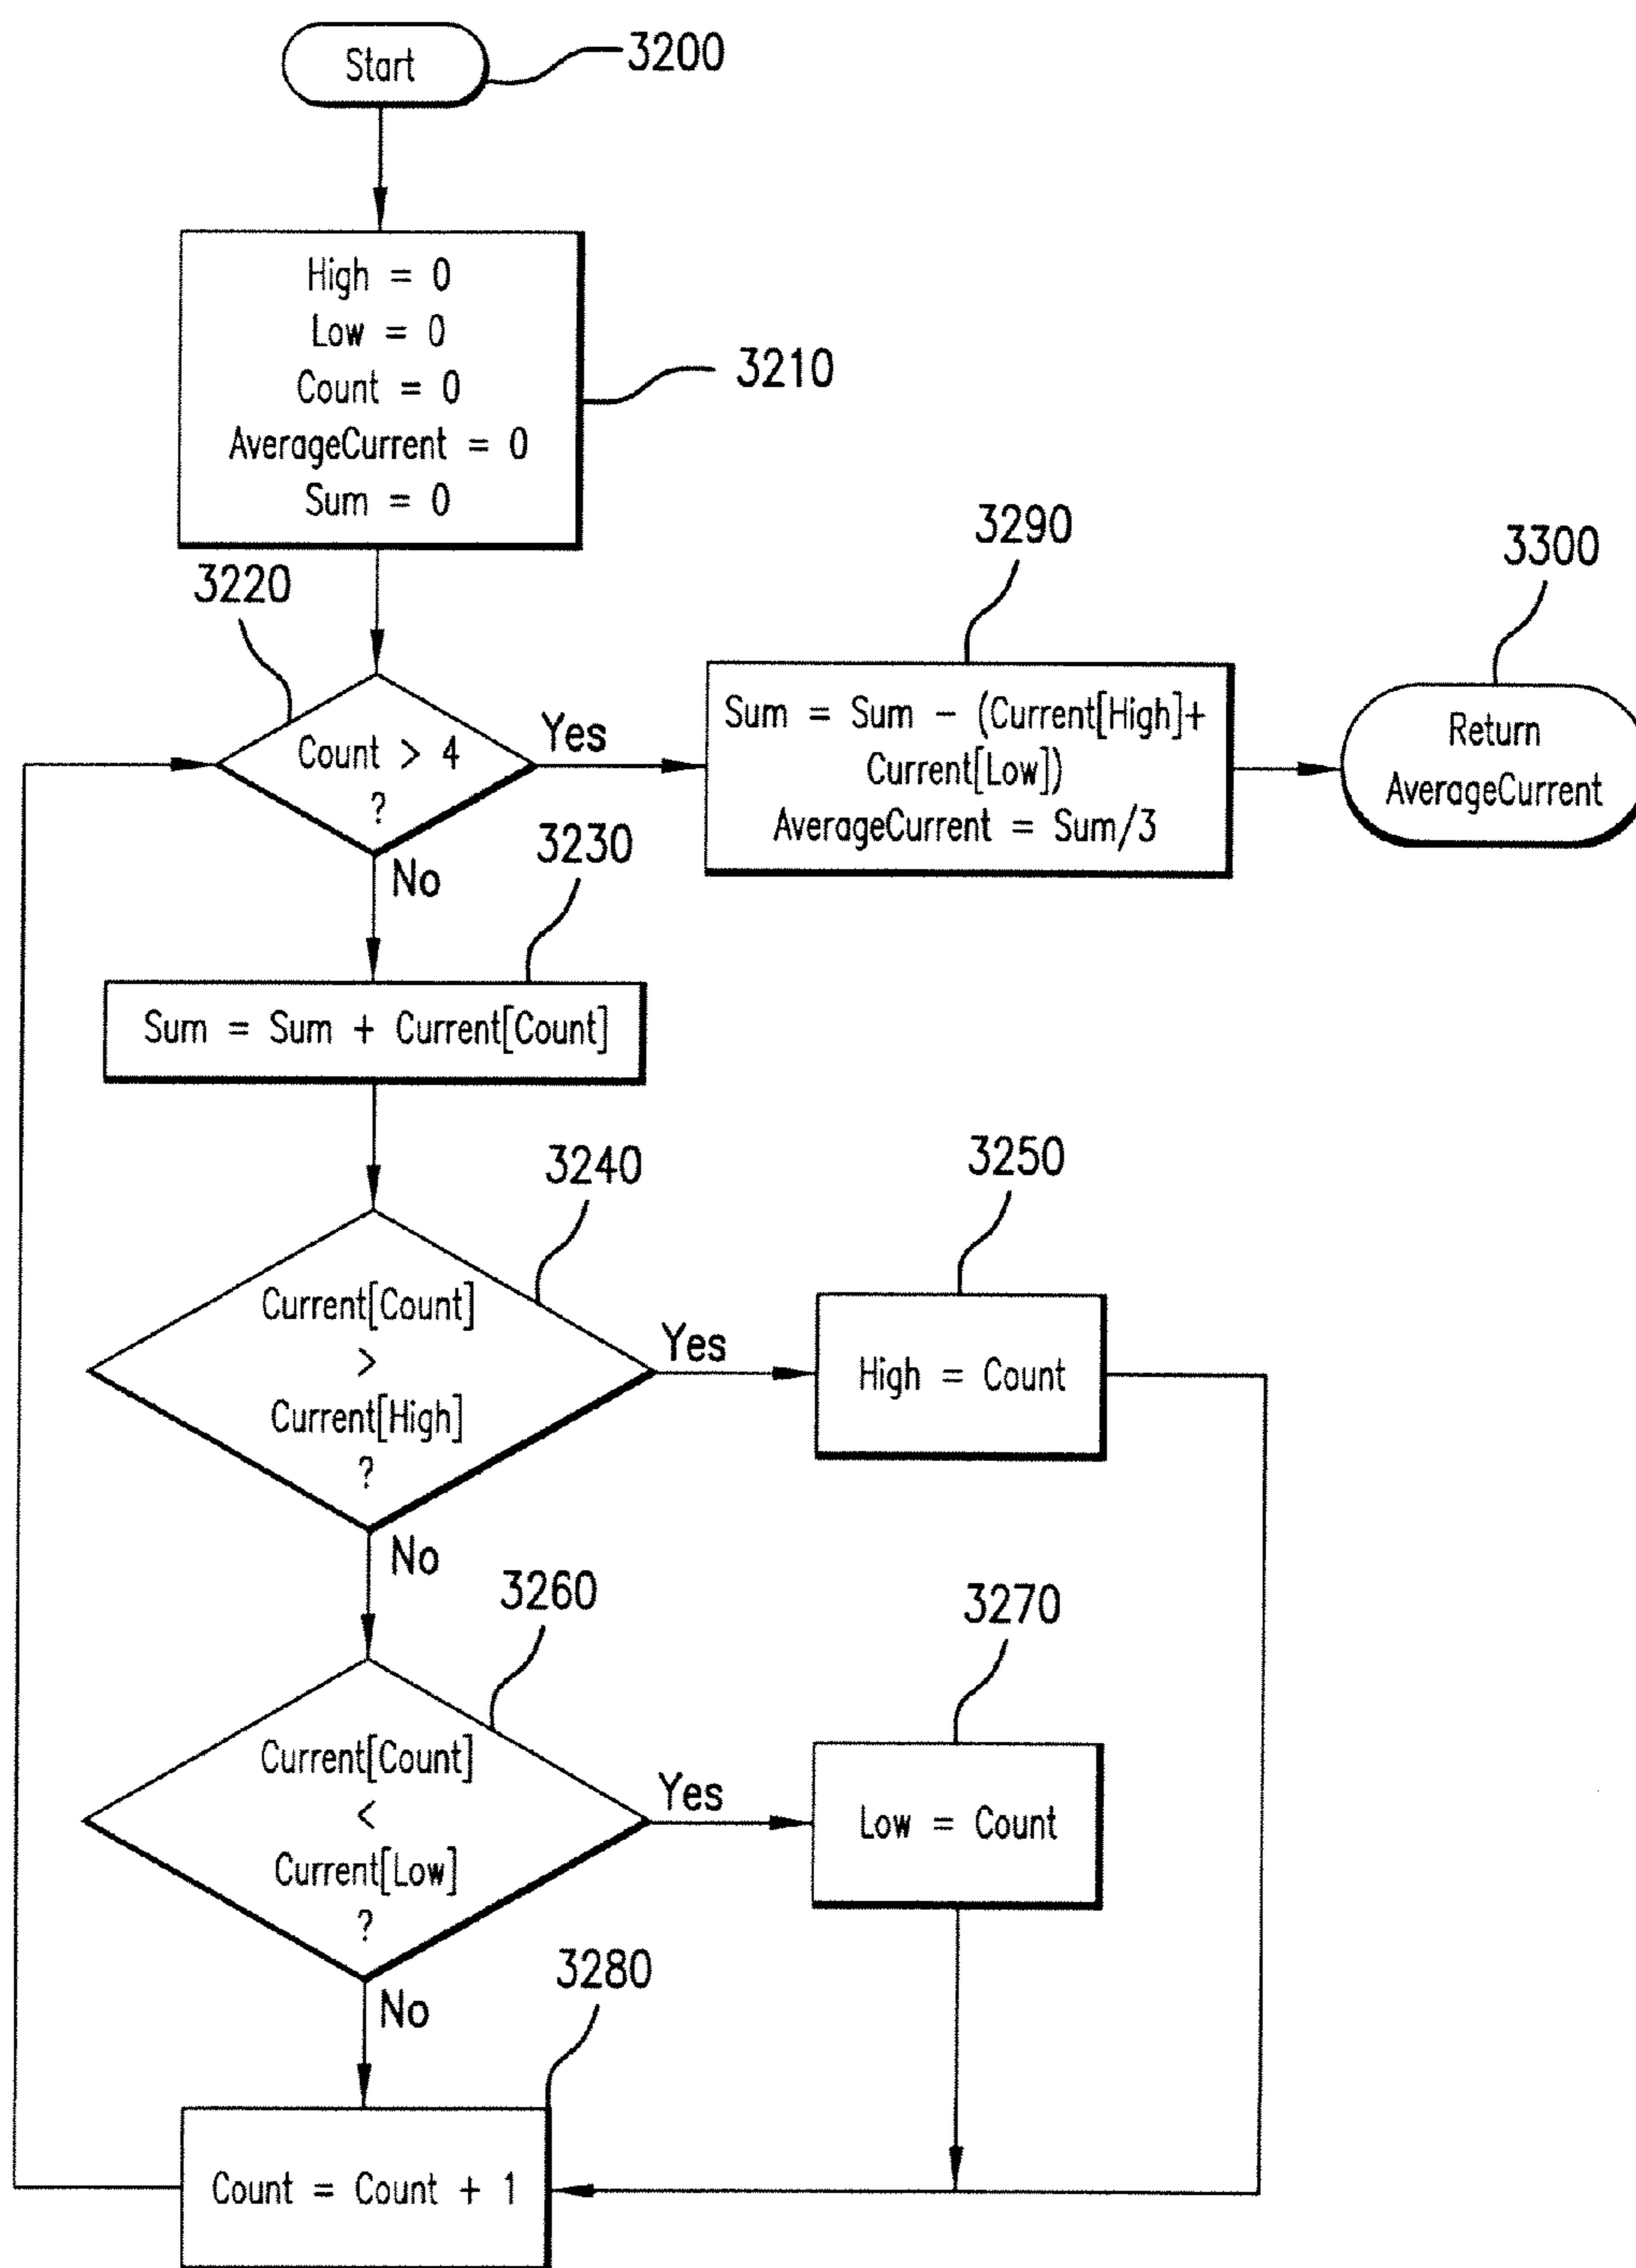 Start
3200
High = 0
Low = 0
Count = 0
AverageCurrent = 0
Sum = 0
3210
3220
Count > 4
?
Yes
No
3290
Sum = Sum - (Current[High]+
Current[Low])
AverageCurrent = Sum/3
3300
Return
AverageCurrent
3230
Sum = Sum + Current[Count]
3240
Current[Count]
>
Current[High]
?
Yes
No
3250
High = Count
3260
Current[Count]
<
Current[Low]
?
Yes
No
3270
Low = Count
3280
Count = Count + 1